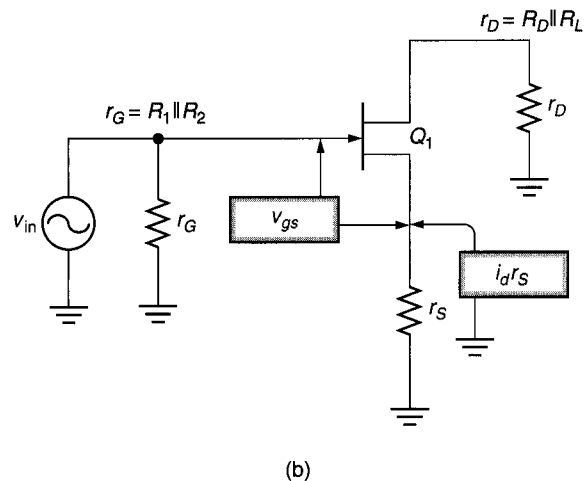 r_D = R_D || R_L
r_G = R_1 || R_2
r_D
Q_1
v_in
r_G
v_gs
i_d r_S
r_S
(b)